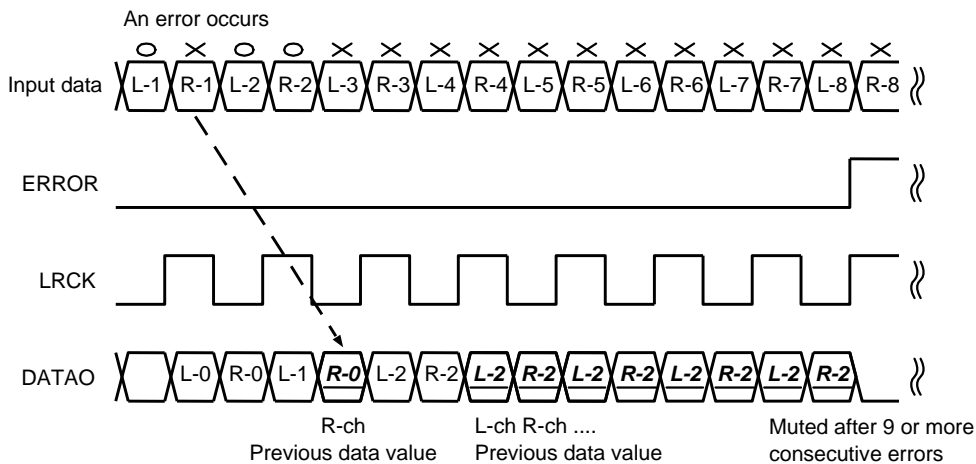 An error occurs
O X O O X X X X X X X X X X X X
Input data L-1 R-1 L-2 R-2 L-3 R-3 L-4 R-4 L-5 R-5 L-6 R-6 L-7 R-7 L-8 R-8
ERROR
LRCK
DATAO L-0 R-0 L-1 R-0 L-2 R-2 L-2 R-2 L-2 R-2 L-2 R-2 L-2 R-2
R-ch
Previous data value
L-ch R-ch ....
Previous data value
Muted after 9 or more
consecutive errors